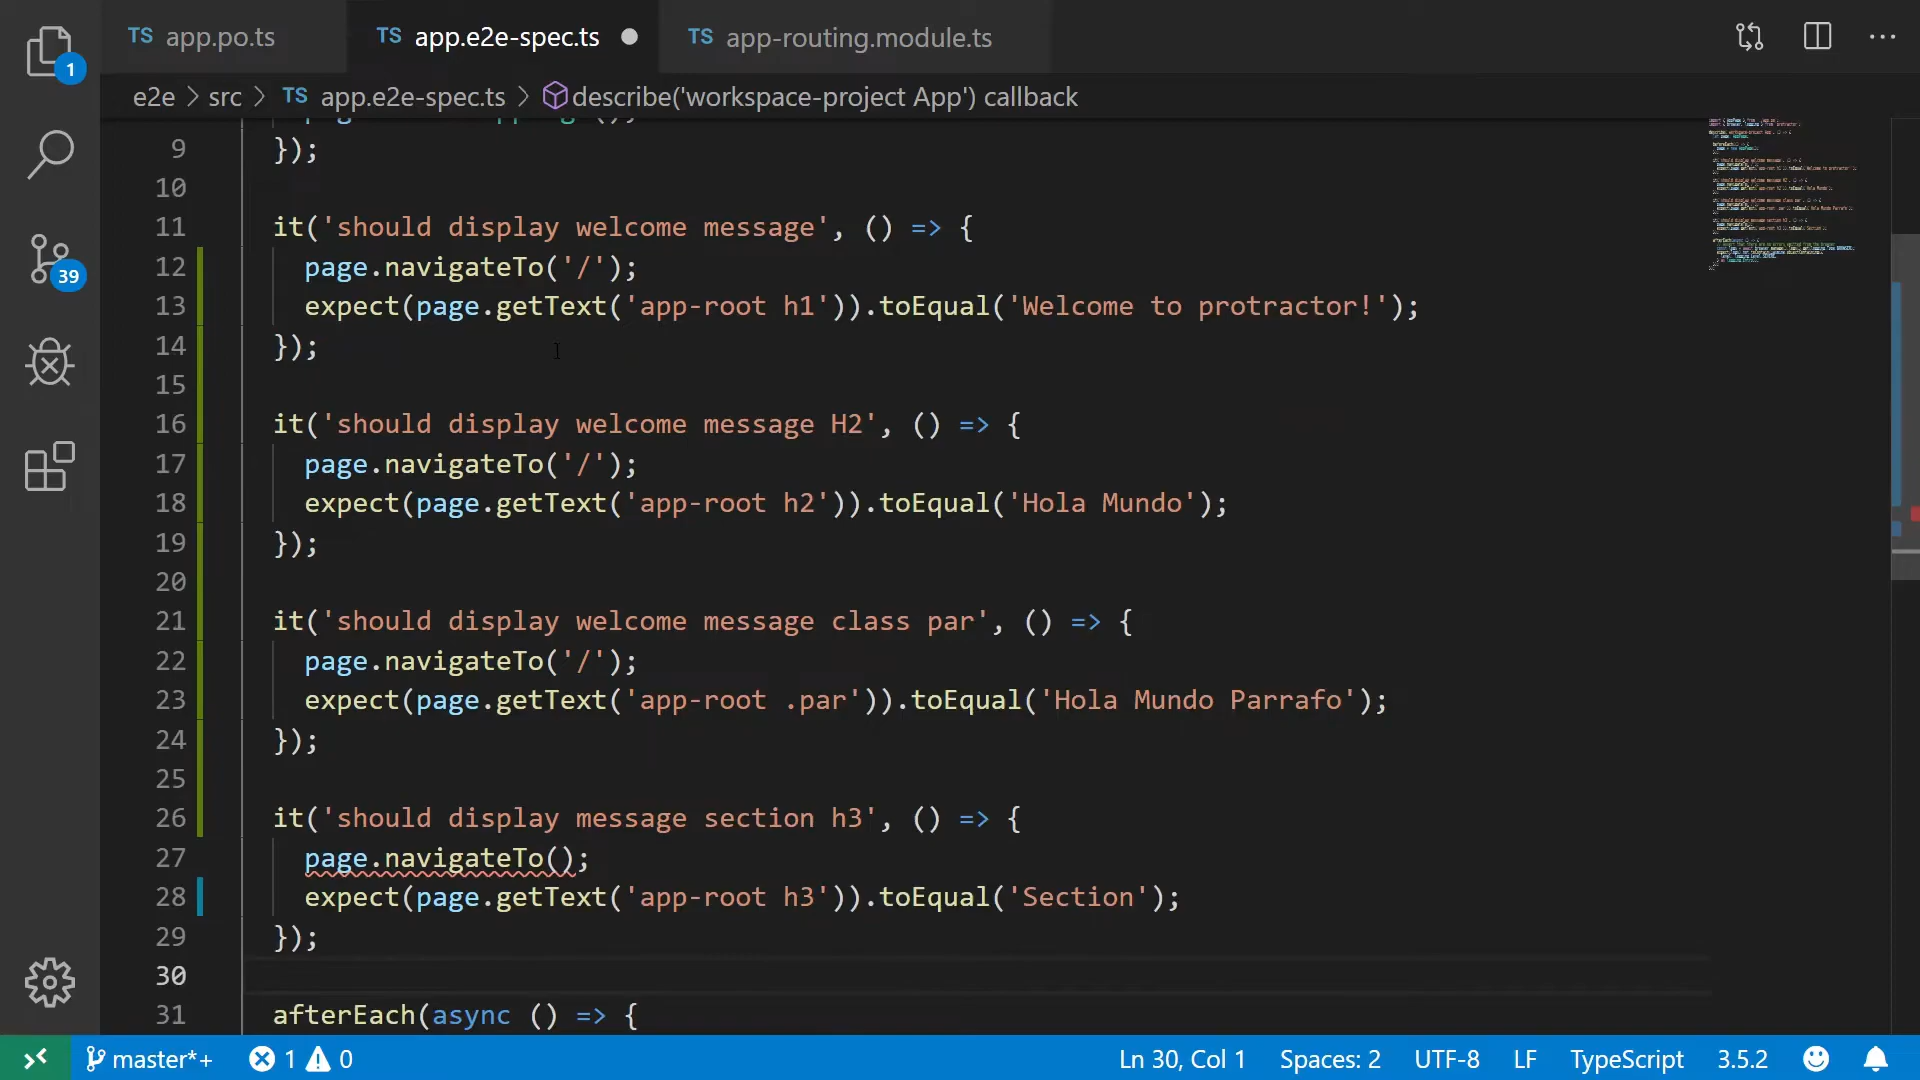 TS app.po.ts TS app.e2e-spec.ts TS app-routing.module.ts
1
e2e > src > TS app.e2e-spec.ts > describe('workspace-project App') callback
9 });
10
11 it('should display welcome message', () => {
12 page.navigateTo('/');
13 expect(page.getText('app-root h1')).toEqual('Welcome to protractor!');
14 });
15
16 it('should display welcome message H2', () => {
17 page.navigateTo('/');
18 expect(page.getText('app-root h2')).toEqual('Hola Mundo');
19 });
20
21 it('should display welcome message class par', () => {
22 page.navigateTo('/');
23 expect(page.getText('app-root .par')).toEqual('Hola Mundo Parrafo');
24 });
25
26 it('should display message section h3', () => {
27 page.navigateTo();
28 expect(page.getText('app-root h3')).toEqual('Section');
29 });
30
31 afterEach(async () => {
39
master*+ 1 0 Ln 30, Col 1 Spaces: 2 UTF-8 LF TypeScript 3.5.2